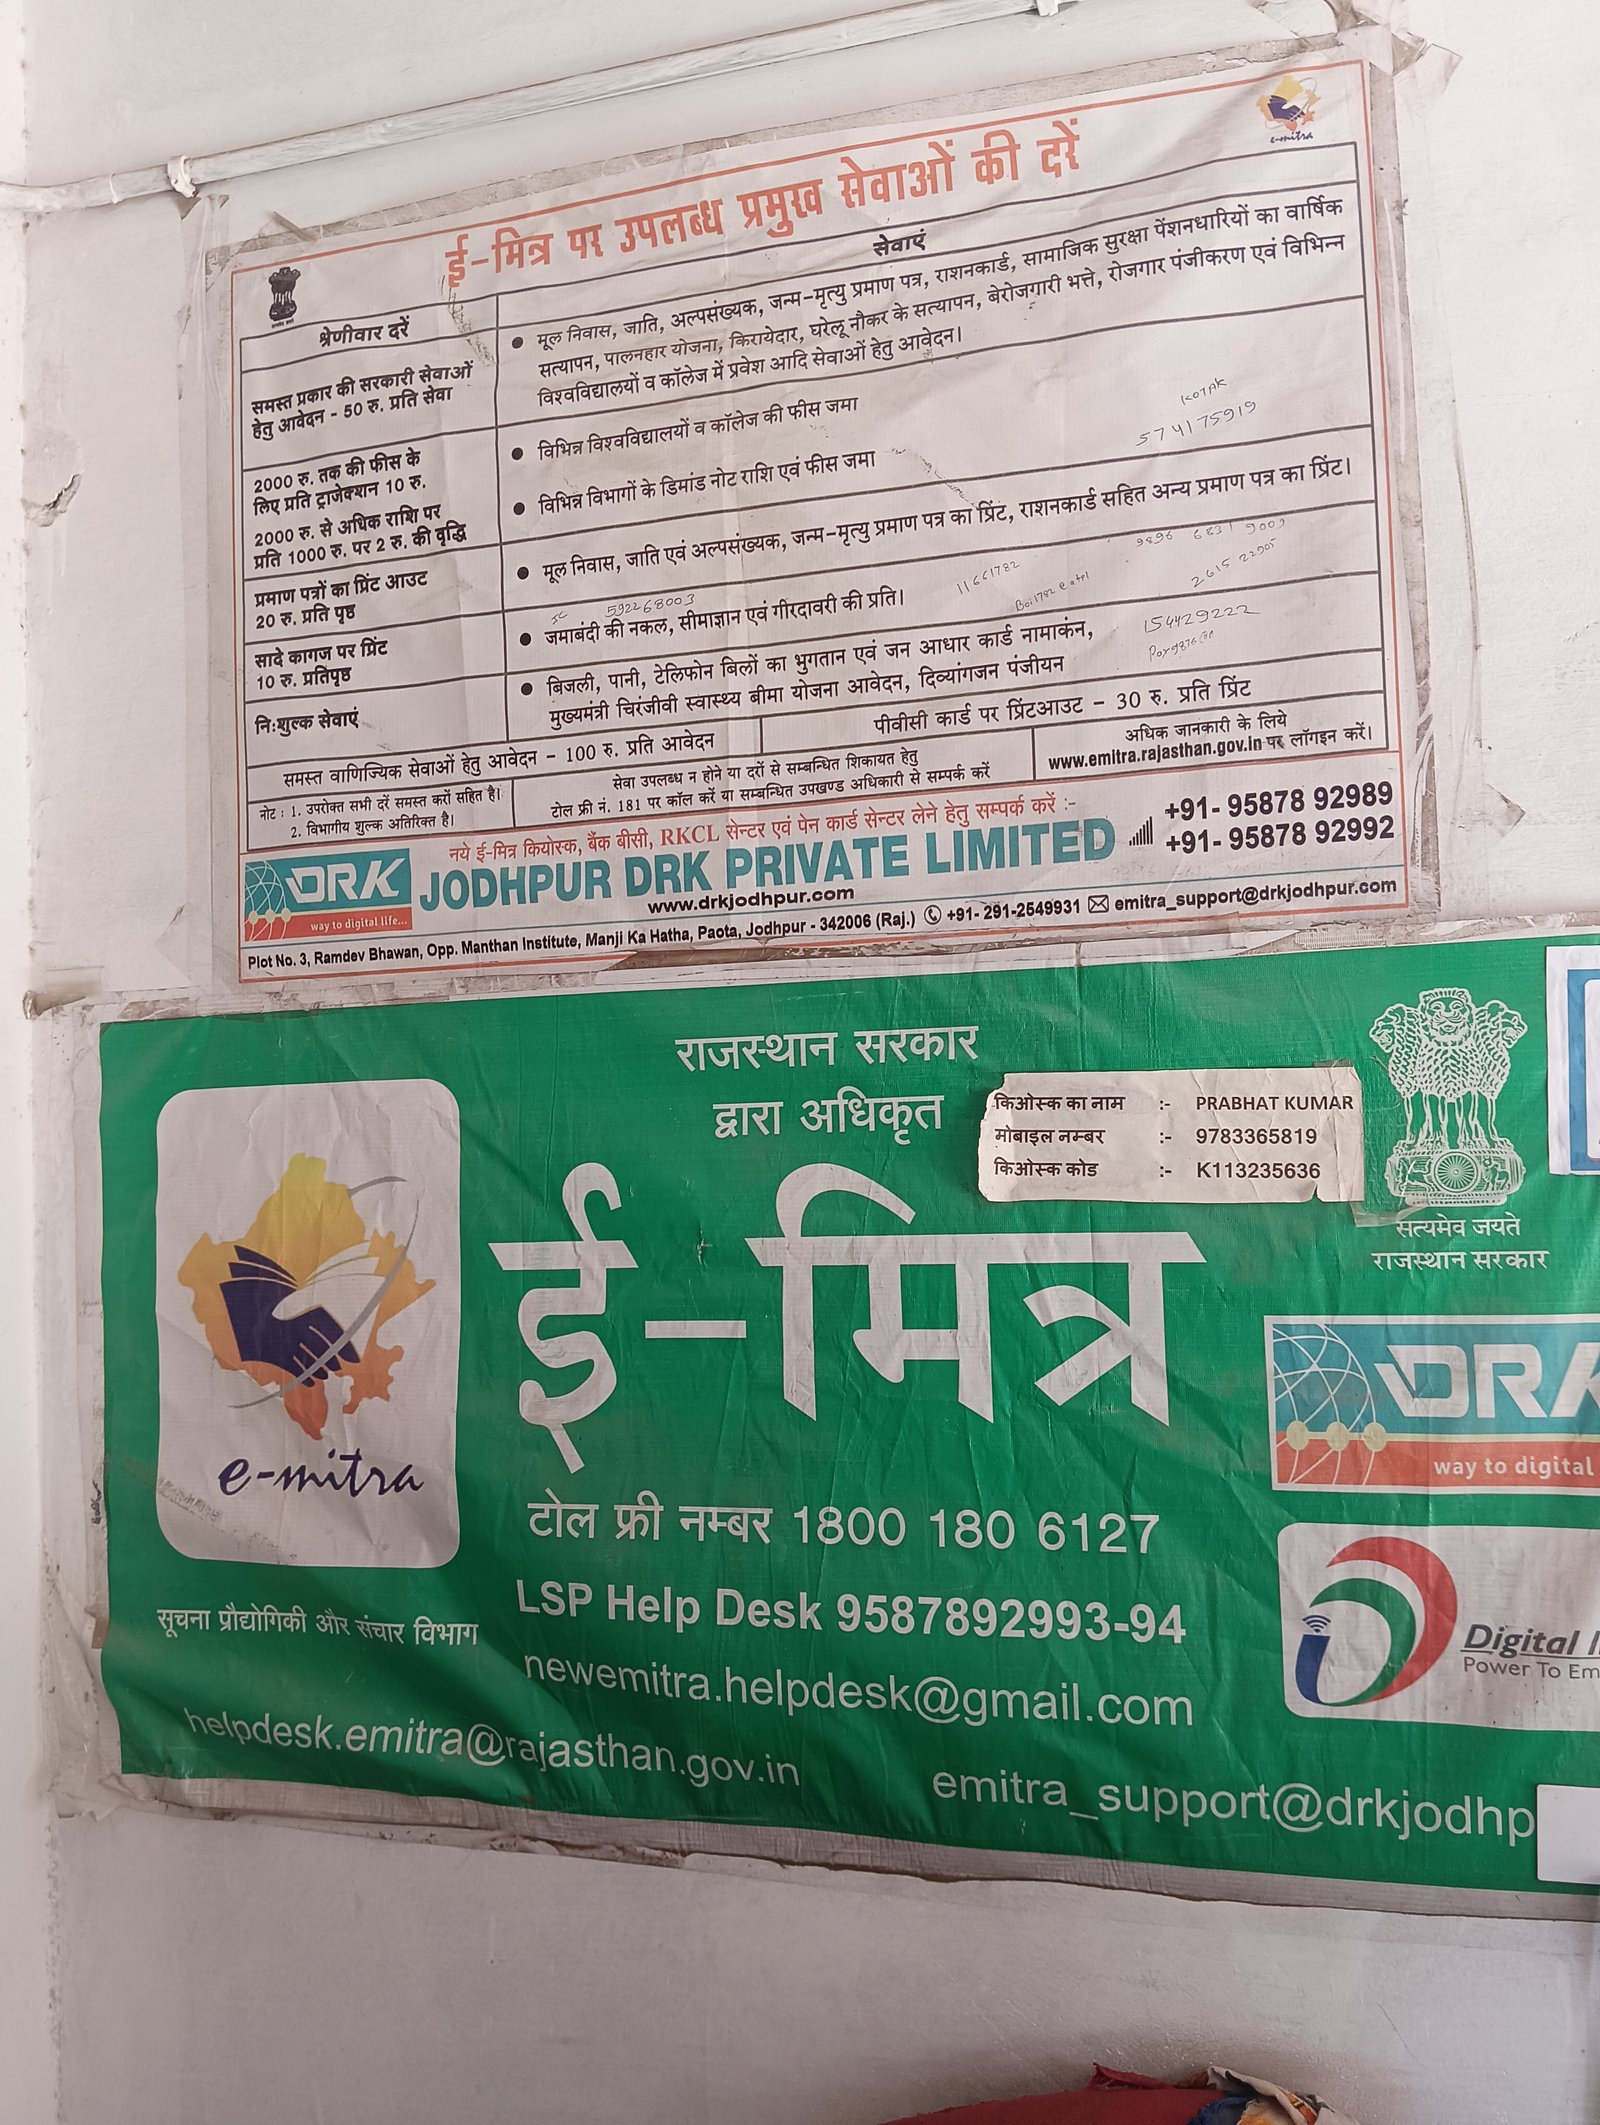 e-mitra
ई-मित्र पर उपलब्ध प्रमुख सेवाओं की दरें
श्रेणीवार दरें
सेवाएं
समस्त प्रकार की सरकारी सेवाओं
हेतु आवेदन - 50 रु. प्रति सेवा
● मूल निवास, जाति, अल्पसंख्यक, जन्म-मृत्यु प्रमाण पत्र, राशनकार्ड, सामाजिक सुरक्षा पेंशनधारियों का वार्षिक
सत्यापन, पालनहार योजना, किरायेदार, घरेलू नौकर के सत्यापन, बेरोजगारी भत्ते, रोजगार पंजीकरण एवं विभिन्न
विश्वविद्यालयों व कॉलेज में प्रवेश आदि सेवाओं हेतु आवेदन।
2000 रु. तक की फीस के
लिए प्रति ट्रांजेक्शन 10 रु.
2000 रु. से अधिक राशि पर
प्रति 1000 रु. पर 2 रु. की वृद्धि
● विभिन्न विश्वविद्यालयों व कॉलेज की फीस जमा
● विभिन्न विभागों के डिमांड नोट राशि एवं फीस जमा
KOTAK
574175919
प्रमाण पत्रों का प्रिंट आउट
20 रु. प्रति पृष्ठ
● मूल निवास, जाति एवं अल्पसंख्यक, जन्म-मृत्यु प्रमाण पत्र का प्रिंट, राशनकार्ड सहित अन्य प्रमाण पत्र का प्रिंट।
592268003
11661782
सादे कागज पर प्रिंट
10 रु. प्रतिपृष्ठ
● जमाबंदी की नकल, सीमाज्ञान एवं गीरदावरी की प्रति।
2615 22905
154429222
निःशुल्क सेवाएं
● बिजली, पानी, टेलिफोन बिलों का भुगतान एवं जन आधार कार्ड नामाकंन,
मुख्यमंत्री चिरंजीवी स्वास्थ्य बीमा योजना आवेदन, दिव्यांगजन पंजीयन
समस्त वाणिज्यिक सेवाओं हेतु आवेदन - 100 रु. प्रति आवेदन
पीवीसी कार्ड पर प्रिंटआउट - 30 रु. प्रति प्रिंट
नोट : 1. उपरोक्त सभी दरें समस्त करों सहित है।
2. विभागीय शुल्क अतिरिक्त है।
सेवा उपलब्ध न होने या दरों से सम्बन्धित शिकायत हेतु
टोल फ्री नं. 181 पर कॉल करें या सम्बन्धित उपखण्ड अधिकारी से सम्पर्क करें
अधिक जानकारी के लिये
www.emitra.rajasthan.gov.in पर लॉगइन करें।
नये ई-मित्र कियोस्क, बैंक बीसी, RKCL सेन्टर एवं पेन कार्ड सेन्टर लेने हेतु सम्पर्क करें :-
+91- 95878 92989
+91- 95878 92992
DRK
way to digital life...
JODHPUR DRK PRIVATE LIMITED
www.drkjodhpur.com
Plot No. 3, Ramdev Bhawan, Opp. Manthan Institute, Manji Ka Hatha, Paota, Jodhpur - 342006 (Raj.) +91- 291-2549931 emitra_support@drkjodhpur.com
राजस्थान सरकार
द्वारा अधिकृत
किओस्क का नाम :- PRABHAT KUMAR
मोबाइल नम्बर :- 9783365819
किओस्क कोड :- K113235636
सत्यमेव जयते
राजस्थान सरकार
ई-मित्र
e-mitra
DRK
way to digital
टोल फ्री नम्बर 1800 180 6127
LSP Help Desk 9587892993-94
सूचना प्रौद्योगिकी और संचार विभाग
Digital I
Power To Em
newemitra.helpdesk@gmail.com
helpdesk.emitra@rajasthan.gov.in
emitra_support@drkjodhp